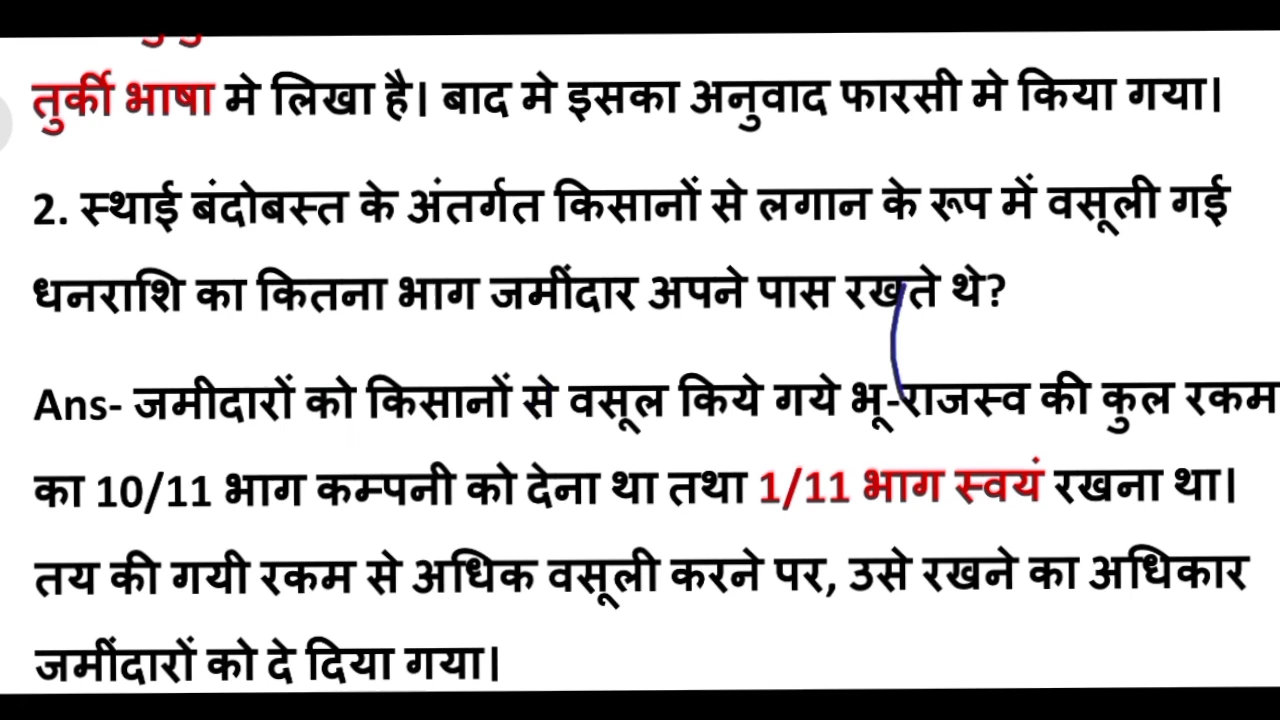 तुर्की भाषा मे लिखा है। बाद मे इसका अनुवाद फारसी मे किया गया।
2. स्थाई बंदोबस्त के अंतर्गत किसानों से लगान के रूप में वसूली गई
धनराशि का कितना भाग जमींदार अपने पास रखते थे?
Ans- जमीदारों को किसानों से वसूल किये गये भू-राजस्व की कुल रकम
का 10/11 भाग कम्पनी को देना था तथा 1/11 भाग स्वयं रखना था।
तय की गयी रकम से अधिक वसूली करने पर, उसे रखने का अधिकार
जमींदारों को दे दिया गया।